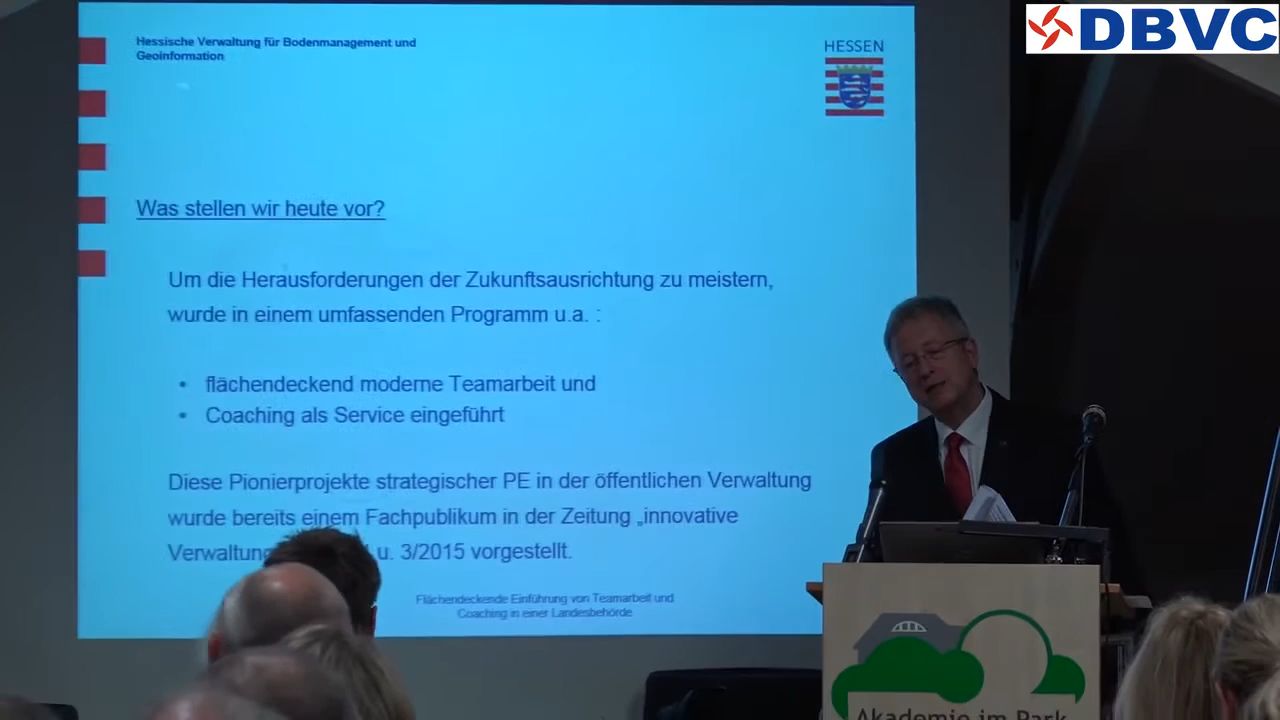 DBVC
Hessische Verwaltung für Bodenmanagement und
Geoinformation
HESSEN
Was stellen wir heute vor?
Um die Herausforderungen der Zukunftsausrichtung zu meistern,
wurde in einem umfassenden Programm u.a. :
• flächendeckend moderne Teamarbeit und
• Coaching als Service eingeführt
Diese Pionierprojekte strategischer PE in der öffentlichen Verwaltung
wurde bereits einem Fachpublikum in der Zeitung „innovative
Verwaltung u. 3/2015 vorgestellt.
Flächendeckende Einführung von Teamarbeit und
Coaching in einer Landesbehörde
Akademie im Park